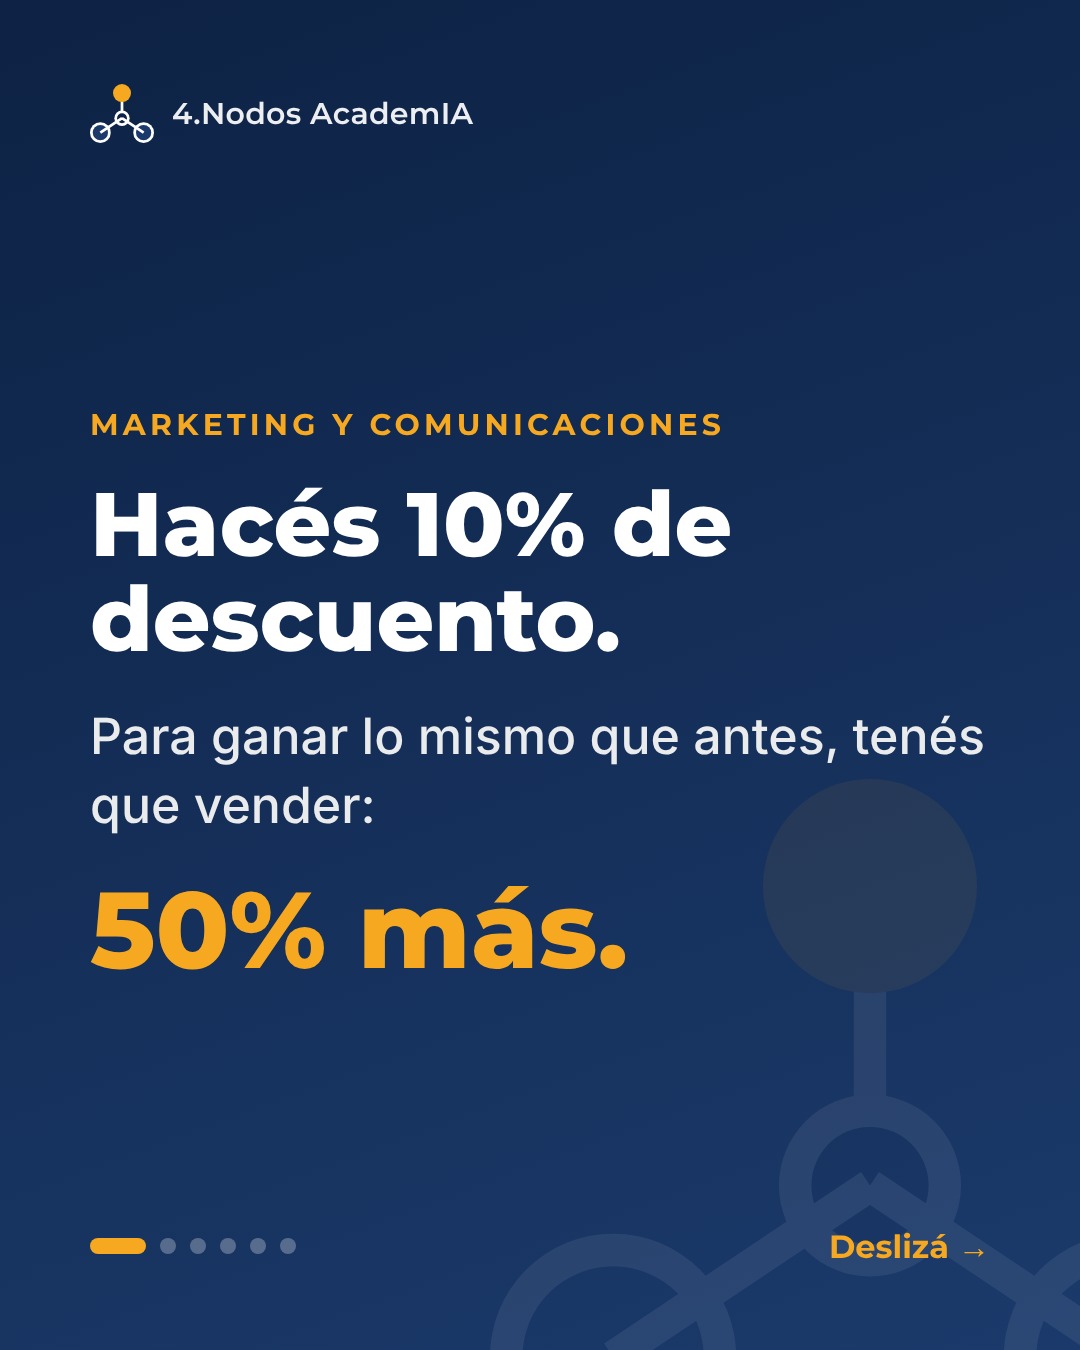 4.Nodos AcademIA
MARKETING Y COMUNICACIONES
Hacés 10% de
descuento.
Para ganar lo mismo que antes, tenés
que vender:
50% más.
Deslizá →